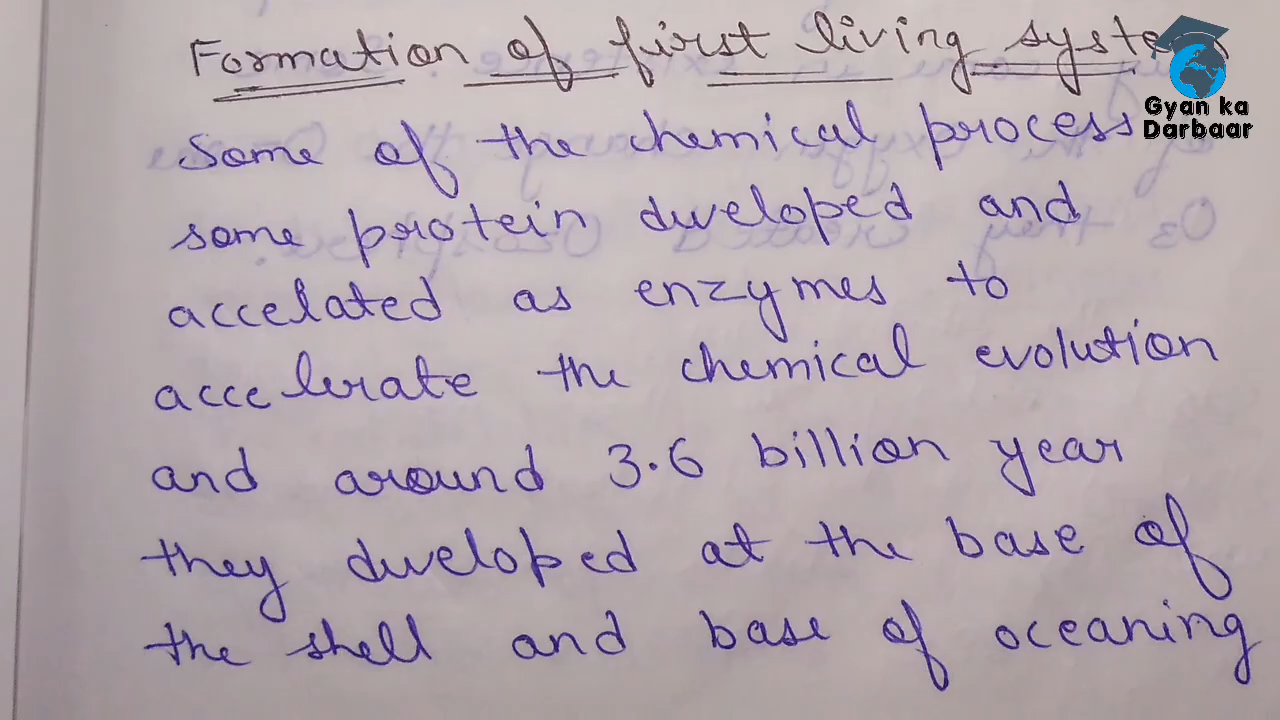 Formation of first living system
Gyan ka
Darbaar
Some of the chemical process
some protein dveloped and
accelated as enzymes to
accelerate the chemical evolution
and around 3.6 billion year
they dveloped at the base of
the shell and base of oceaning